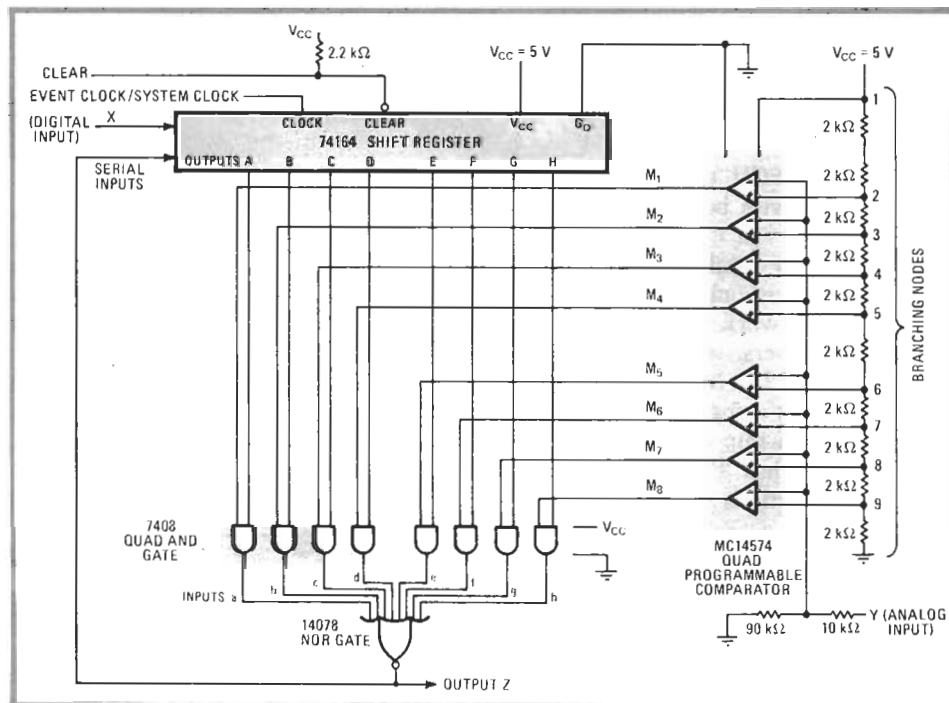 VCC
2.2 kΩ
VCC = 5 V
VCC = 5 V
CLEAR
EVENT CLOCK/SYSTEM CLOCK
(DIGITAL INPUT)
X
CLOCK
CLEAR
VCC
GD
74164 SHIFT REGISTER
SERIAL INPUTS
OUTPUTS A B C D E F G H
1
2 kΩ
2 kΩ
M1
2
2 kΩ
M2
3
2 kΩ
M3
4
2 kΩ
M4
5
2 kΩ
M5
6
2 kΩ
M6
7
2 kΩ
M7
8
2 kΩ
M8
9
2 kΩ
BRANCHING NODES
7408 QUAD AND GATE
VCC
MC14574 QUAD PROGRAMMABLE COMPARATOR
INPUTS a b c d e f g h
14078 NOR GATE
90 kΩ
10 kΩ
Y (ANALOG INPUT)
OUTPUT Z